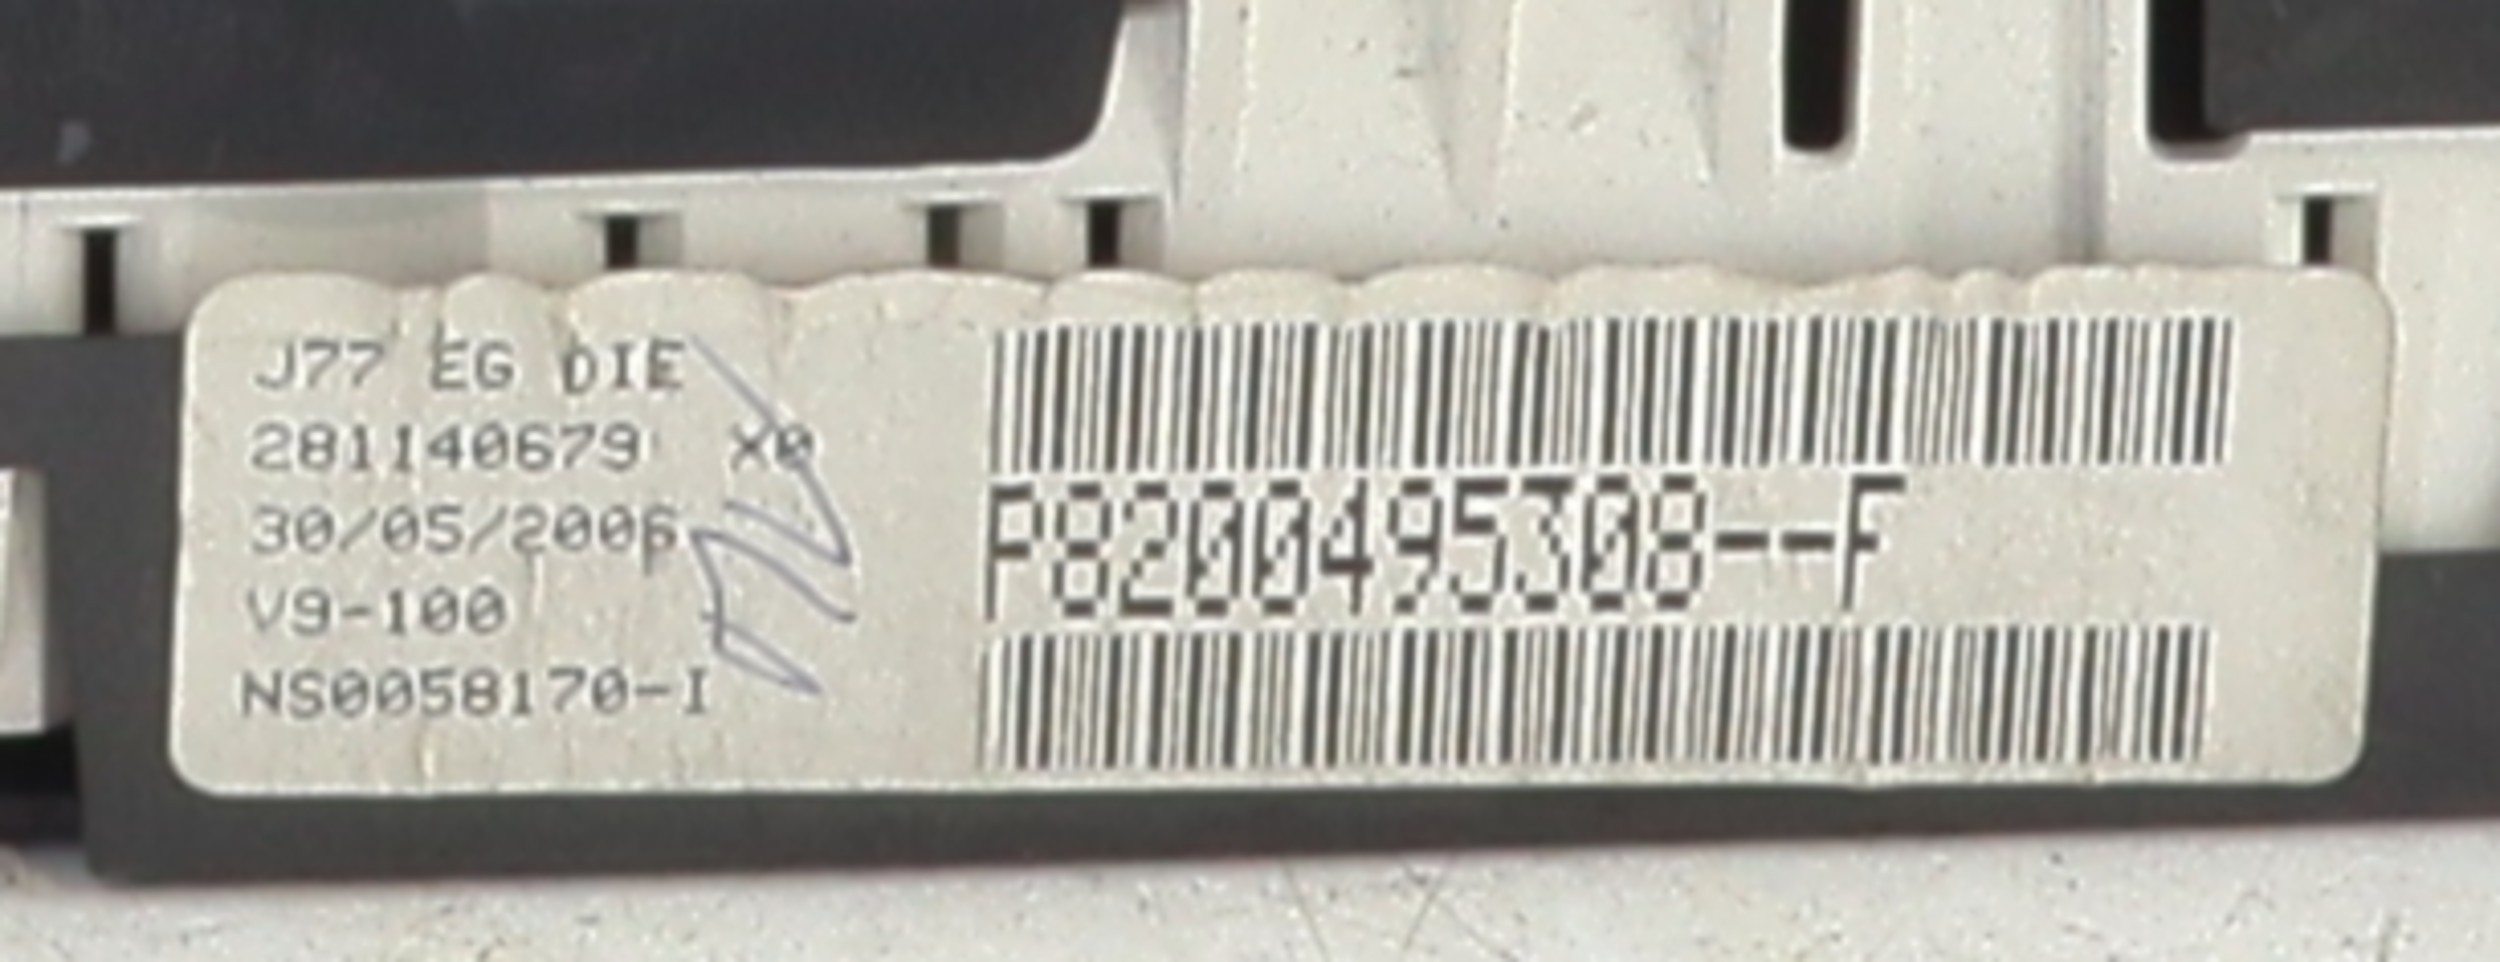 J77 EG DIE
281140679 X0
30/05/2006
V9-100
NS0058170-I
P8200495308--F